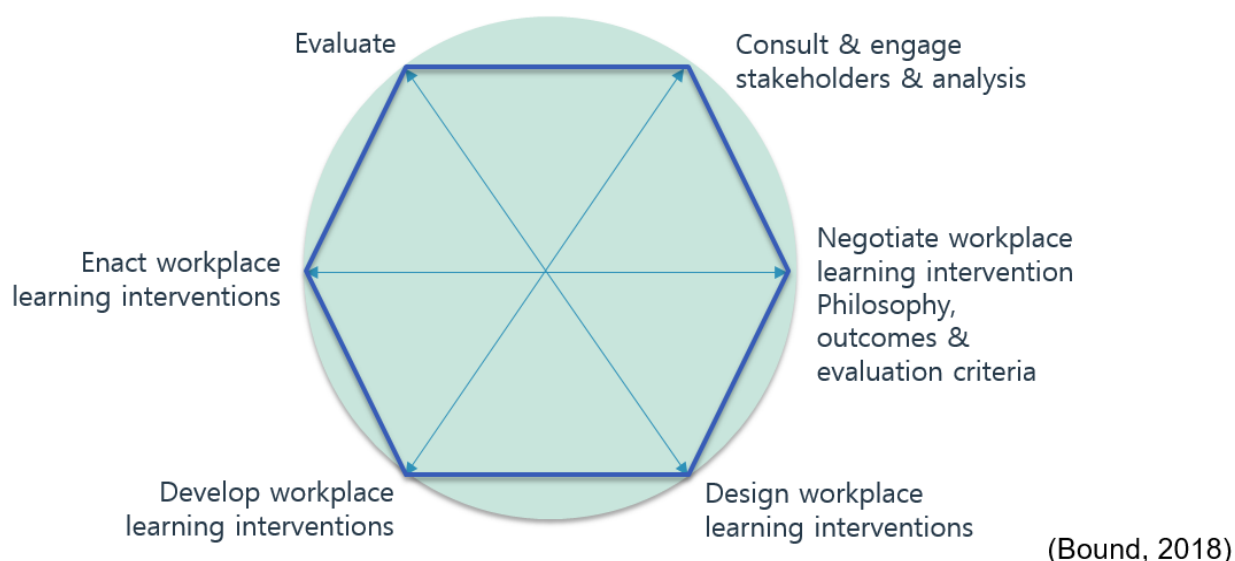 Evaluate
Consult & engage
stakeholders & analysis
Negotiate workplace
learning intervention
Philosophy,
outcomes &
evaluation criteria
Design workplace
learning interventions
Develop workplace
learning interventions
Enact workplace
learning interventions
(Bound, 2018)